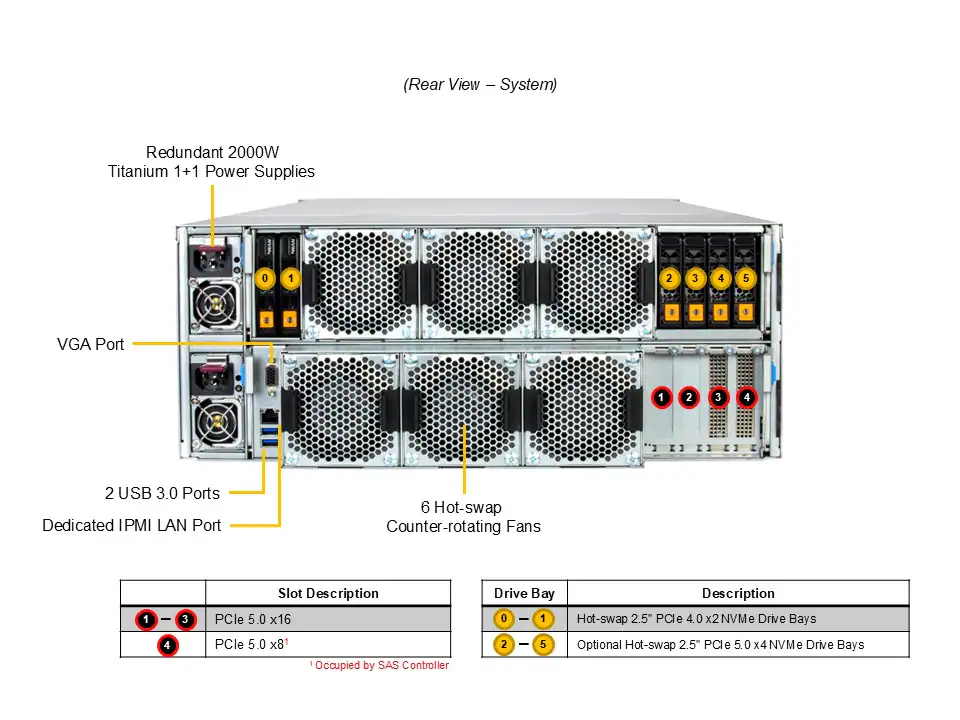 (Rear View – System)
Redundant 2000W
Titanium 1+1 Power Supplies
0 1 2 3 4 5
VGA Port
1 2 3 4
2 USB 3.0 Ports
Dedicated IPMI LAN Port
6 Hot-swap
Counter-rotating Fans
Slot Description
1 – 3 PCIe 5.0 x16
4 PCIe 5.0 x8¹
¹ Occupied by SAS Controller
Drive Bay Description
0 – 1 Hot-swap 2.5" PCIe 4.0 x2 NVMe Drive Bays
2 – 5 Optional Hot-swap 2.5" PCIe 5.0 x4 NVMe Drive Bays